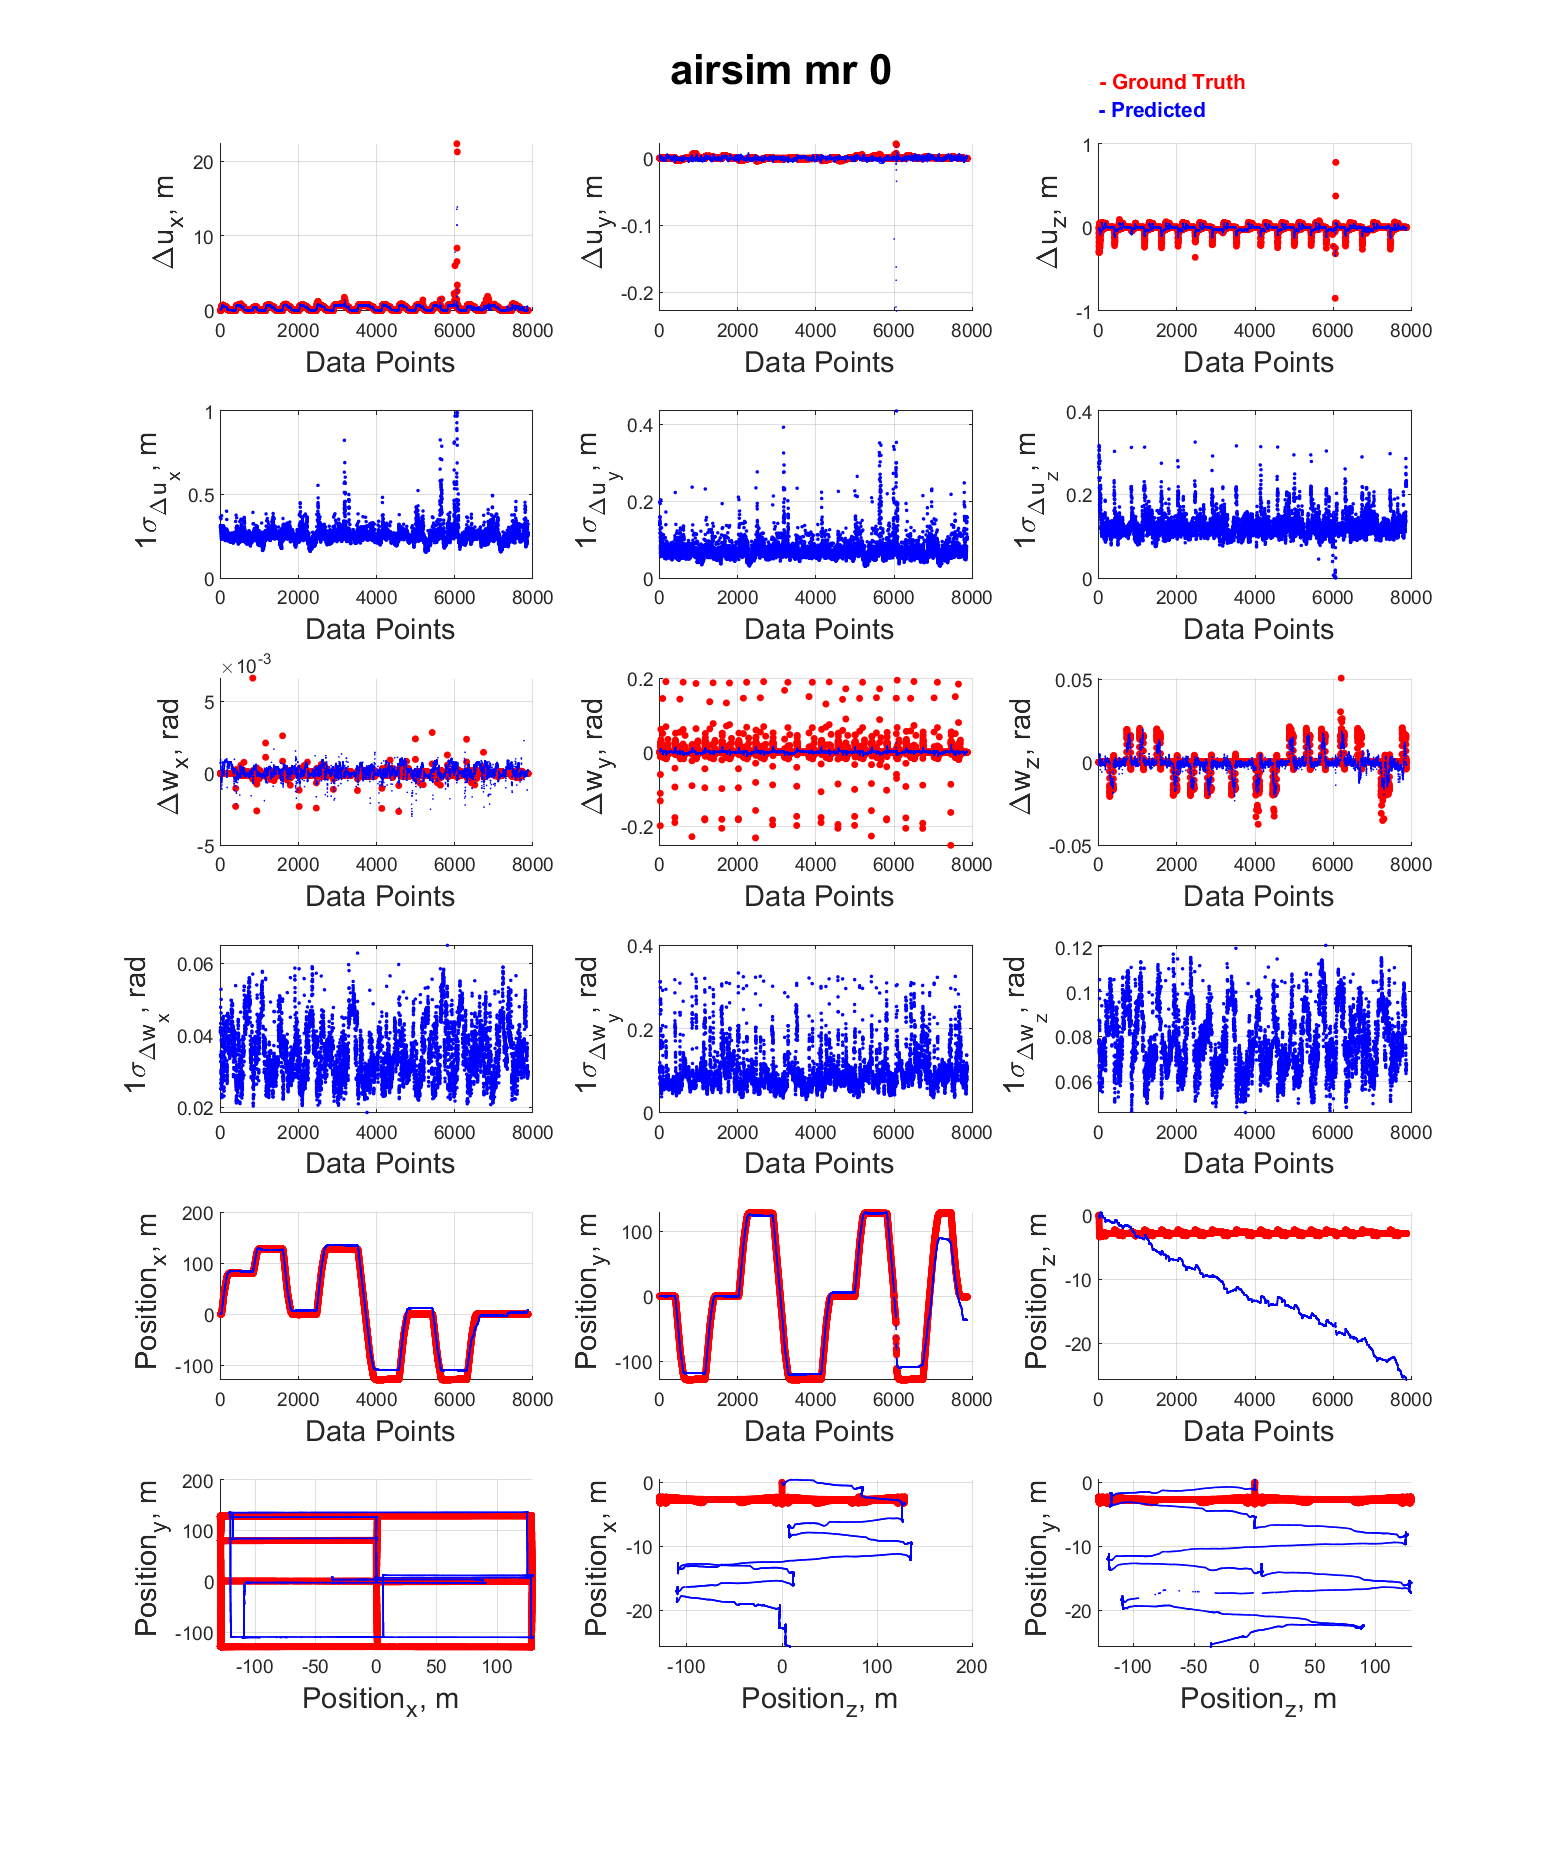 airsim mr 0
- Ground Truth
- Predicted
Δu_x, m
20
10
0
0 2000 4000 6000 8000
Data Points
Δu_y, m
0
-0.1
-0.2
0 2000 4000 6000 8000
Data Points
Δu_z, m
1
0
-1
0 2000 4000 6000 8000
Data Points
1σ_Δu_x, m
1
0.5
0
0 2000 4000 6000 8000
Data Points
1σ_Δu_y, m
0.4
0.2
0
0 2000 4000 6000 8000
Data Points
1σ_Δu_z, m
0.4
0.2
0
0 2000 4000 6000 8000
Data Points
Δw_x, rad
×10^-3
5
0
-5
0 2000 4000 6000 8000
Data Points
Δw_y, rad
0.2
0
-0.2
0 2000 4000 6000 8000
Data Points
Δw_z, rad
0.05
0
-0.05
0 2000 4000 6000 8000
Data Points
1σ_Δw_x, rad
0.06
0.04
0.02
0 2000 4000 6000 8000
Data Points
1σ_Δw_y, rad
0.4
0.2
0
0 2000 4000 6000 8000
Data Points
1σ_Δw_z, rad
0.12
0.1
0.08
0.06
0 2000 4000 6000 8000
Data Points
Position_x, m
200
100
0
-100
0 2000 4000 6000 8000
Data Points
Position_y, m
100
0
-100
0 2000 4000 6000 8000
Data Points
Position_z, m
0
-10
-20
0 2000 4000 6000 8000
Data Points
Position_y, m
200
100
0
-100
-100 -50 0 50 100
Position_x, m
Position_x, m
0
-10
-20
-100 0 100 200
Position_z, m
Position_y, m
0
-10
-20
-100 -50 0 50 100
Position_z, m